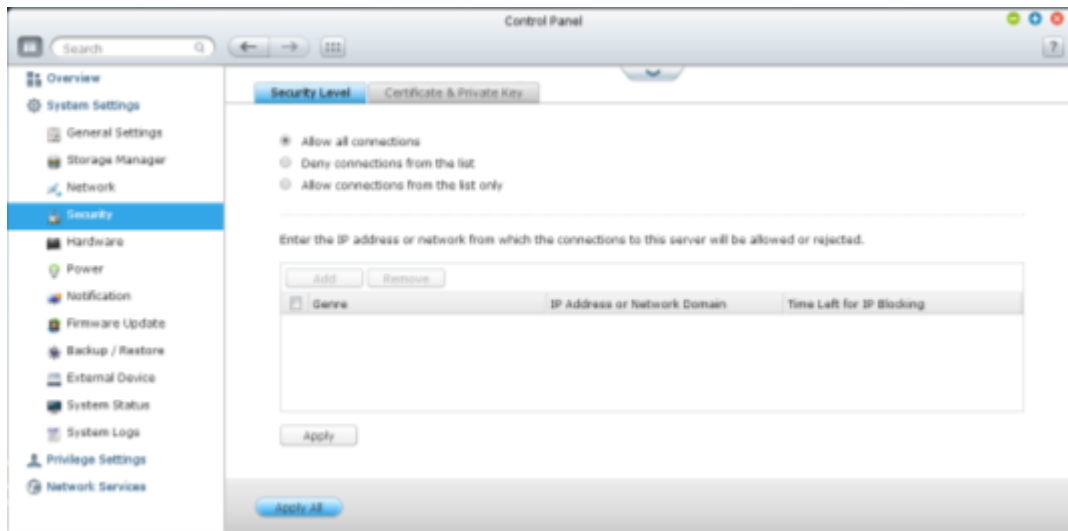 Control Panel
Search
?
Overview
System Settings
General Settings
Storage Manager
Network
Security
Hardware
Power
Notification
Firmware Update
Backup / Restore
External Device
System Status
System Logs
Privilege Settings
Network Services
Security Level
Certificate & Private Key
Allow all connections
Deny connections from the list
Allow connections from the list only
Enter the IP address or network from which the connections to this server will be allowed or rejected.
Add Remove
Genre IP Address or Network Domain Time Left for IP Blocking
Apply
Apply All